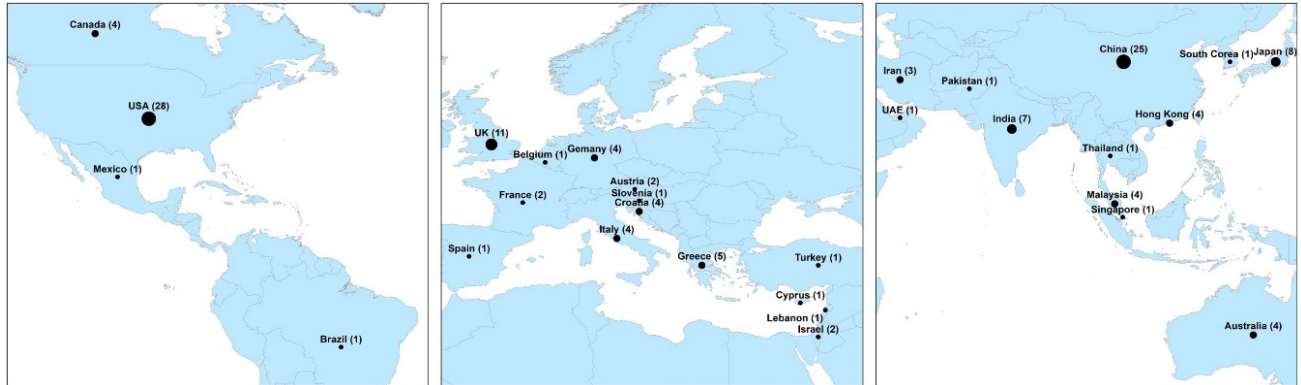 Canada (4)
USA (28)
Mexico (1)
Brazil (1)
UK (11)
Belgium (1)
Gemany (4)
Austria (2)
Slovenia (1)
Croatia (4)
France (2)
Italy (4)
Spain (1)
Greece (5)
Turkey (1)
Cyprus (1)
Lebanon (1)
Israel (2)
China (25)
South Corea (1)
Japan (8)
Iran (3)
Pakistan (1)
UAE (1)
India (7)
Hong Kong (4)
Thailand (1)
Malaysia (4)
Singapore (1)
Australia (4)